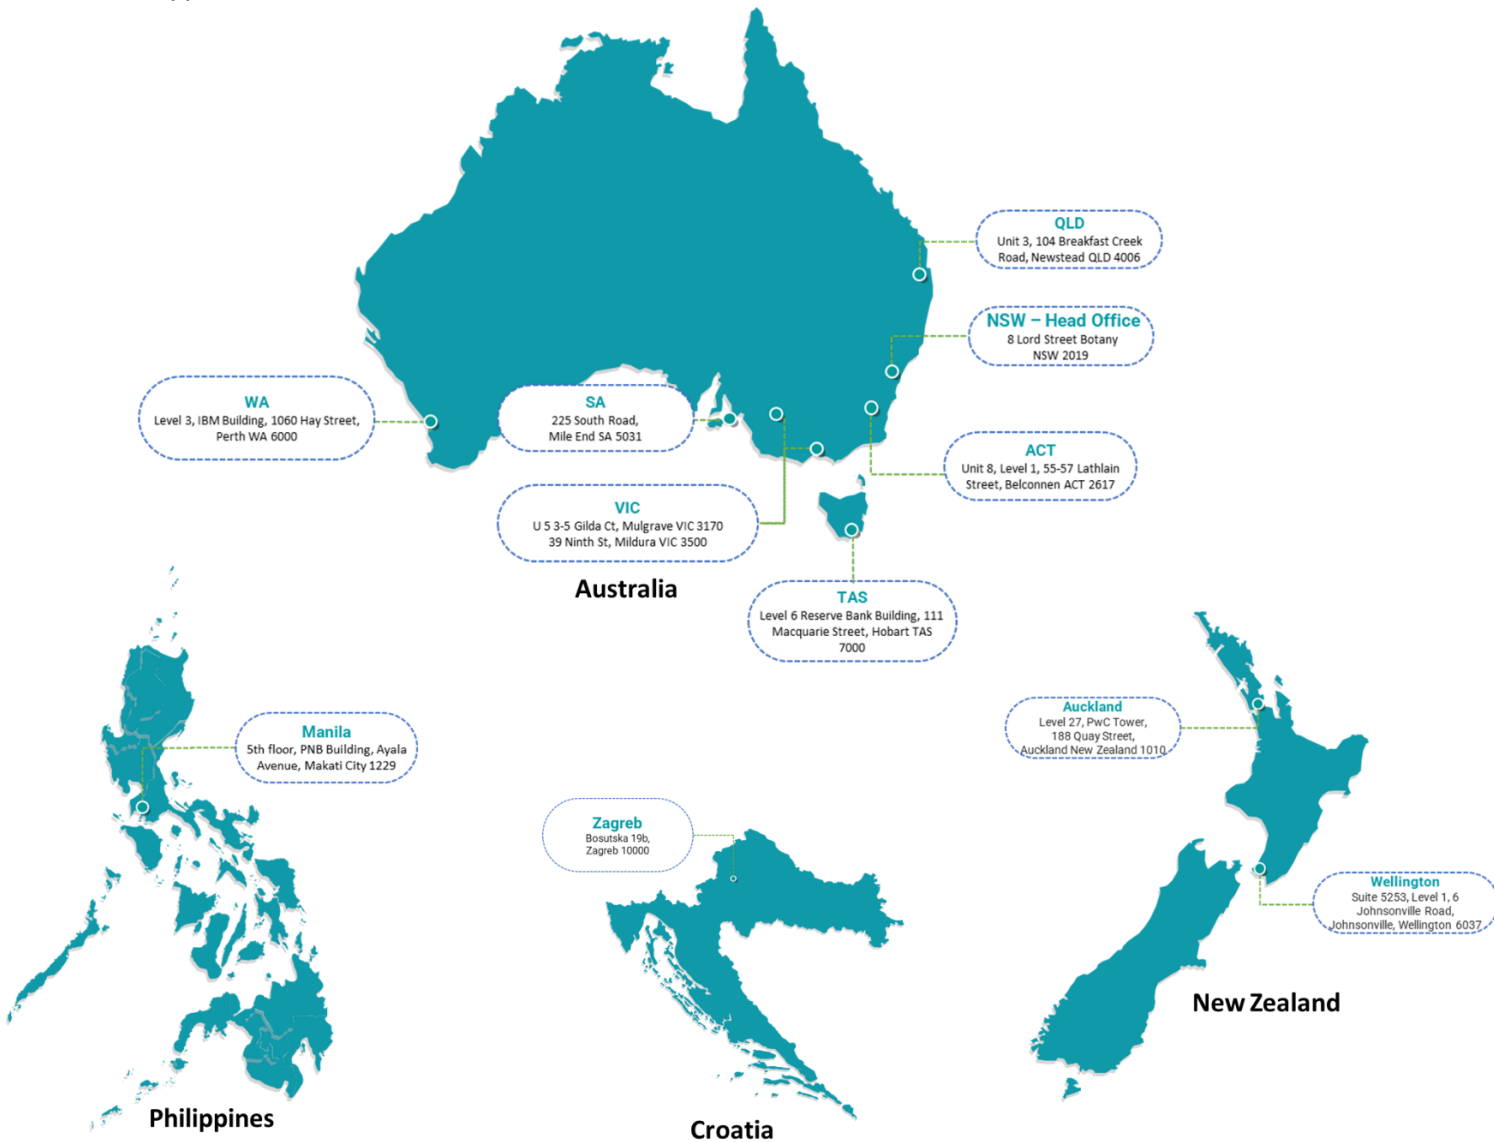 QLD
Unit 3, 104 Breakfast Creek
Road, Newstead QLD 4006
NSW – Head Office
8 Lord Street Botany
NSW 2019
WA
Level 3, IBM Building, 1060 Hay Street,
Perth WA 6000
SA
225 South Road,
Mile End SA 5031
ACT
Unit 8, Level 1, 55-57 Lathlain
Street, Belconnen ACT 2617
VIC
U 5 3-5 Gilda Ct, Mulgrave VIC 3170
39 Ninth St, Mildura VIC 3500
Australia
TAS
Level 6 Reserve Bank Building, 111
Macquarie Street, Hobart TAS
7000
Manila
5th floor, PNB Building, Ayala
Avenue, Makati City 1229
Auckland
Level 27, PwC Tower,
188 Quay Street,
Auckland New Zealand 1010
Zagreb
Bosutska 19b,
Zagreb 10000
Wellington
Suite 5253, Level 1, 6
Johnsonville Road,
Johnsonville, Wellington 6037
New Zealand
Philippines
Croatia